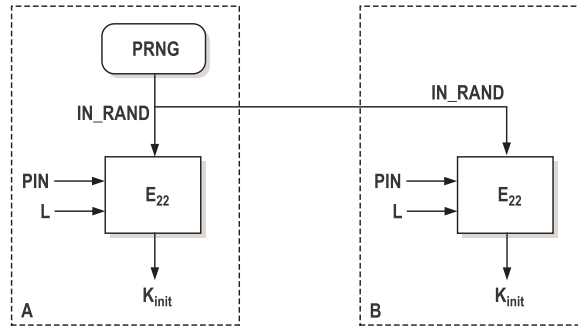 PRNG
IN_RAND
IN_RAND
PIN
L
E22
Kinit
A
PIN
L
E22
Kinit
B